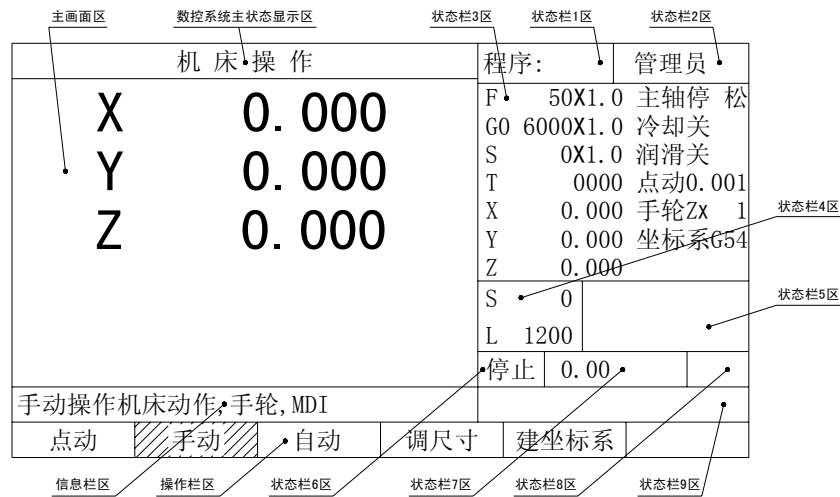 主画面区 数控系统主状态显示区 状态栏3区 状态栏1区 状态栏2区
机床操作 程序: 管理员
X 0.000
Y 0.000
Z 0.000
F 50X1.0 主轴停 松
G0 6000X1.0 冷却关
S 0X1.0 润滑关
T 0000 点动0.001
X 0.000 手轮Zx 1
Y 0.000 坐标系G54
Z 0.000
状态栏4区
S 0
L 1200
状态栏5区
停止 0.00
手动操作机床动作,手轮,MDI
点动 手动 自动 调尺寸 建坐标系
信息栏区 操作栏区 状态栏6区 状态栏7区 状态栏8区 状态栏9区